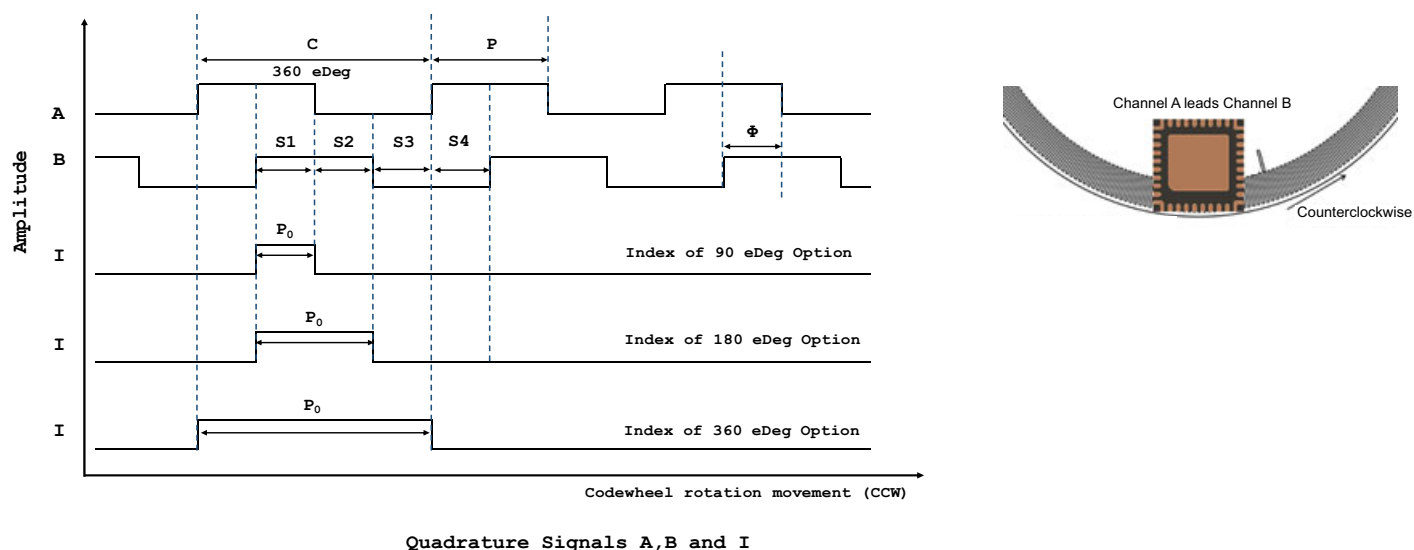 C
P
360 eDeg
A
Channel A leads Channel B
S1
S2
S3
S4
Φ
B
Amplitude
Counterclockwise
P₀
I
Index of 90 eDeg Option
P₀
I
Index of 180 eDeg Option
P₀
I
Index of 360 eDeg Option
Codewheel rotation movement (CCW)
Quadrature Signals A,B and I